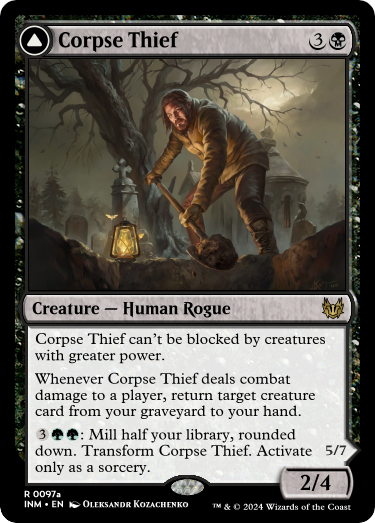 Corpse Thief 3
Creature — Human Rogue
Corpse Thief can't be blocked by creatures
with greater power.
Whenever Corpse Thief deals combat
damage to a player, return target creature
card from your graveyard to your hand.
3: Mill half your library, rounded
down. Transform Corpse Thief. Activate
only as a sorcery.
5/7
2/4
R 0097a
INM • EN Oleksandr Kozachenko
™ & © 2024 Wizards of the Coast